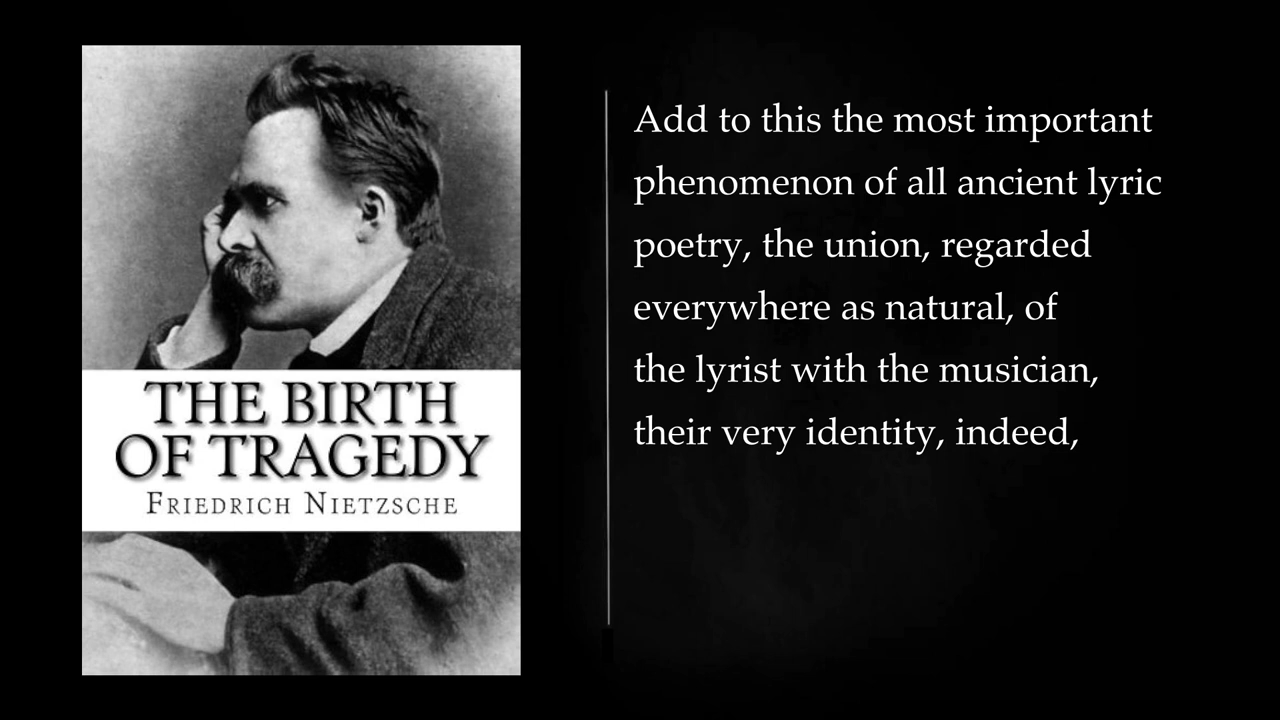 THE BIRTH
OF TRAGEDY
FRIEDRICH NIETZSCHE
Add to this the most important
phenomenon of all ancient lyric
poetry, the union, regarded
everywhere as natural, of
the lyrist with the musician,
their very identity, indeed,